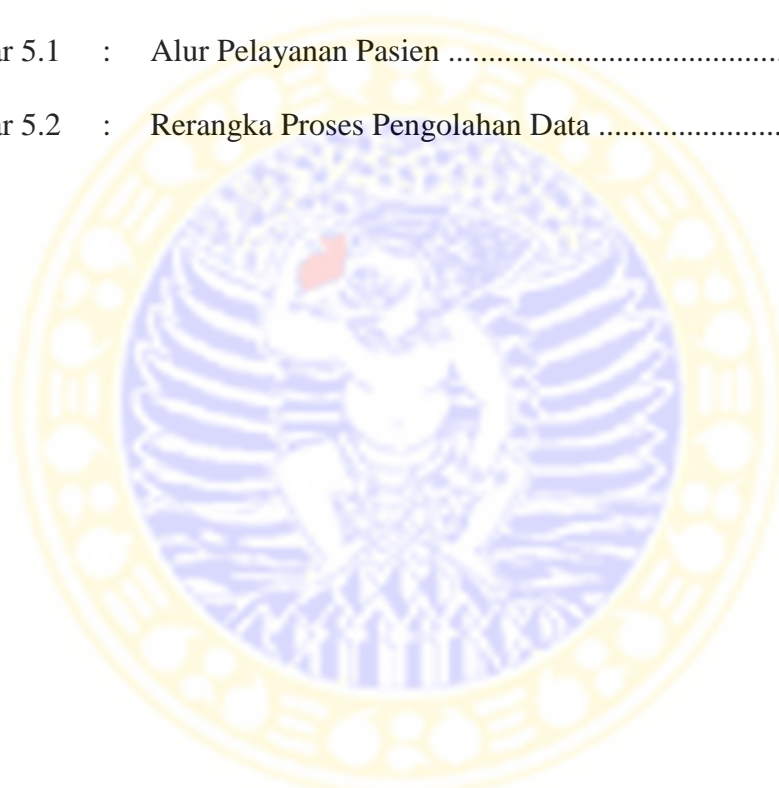 ar 5.1 : Alur Pelayanan Pasien ..........................................
ar 5.2 : Rerangka Proses Pengolahan Data .......................